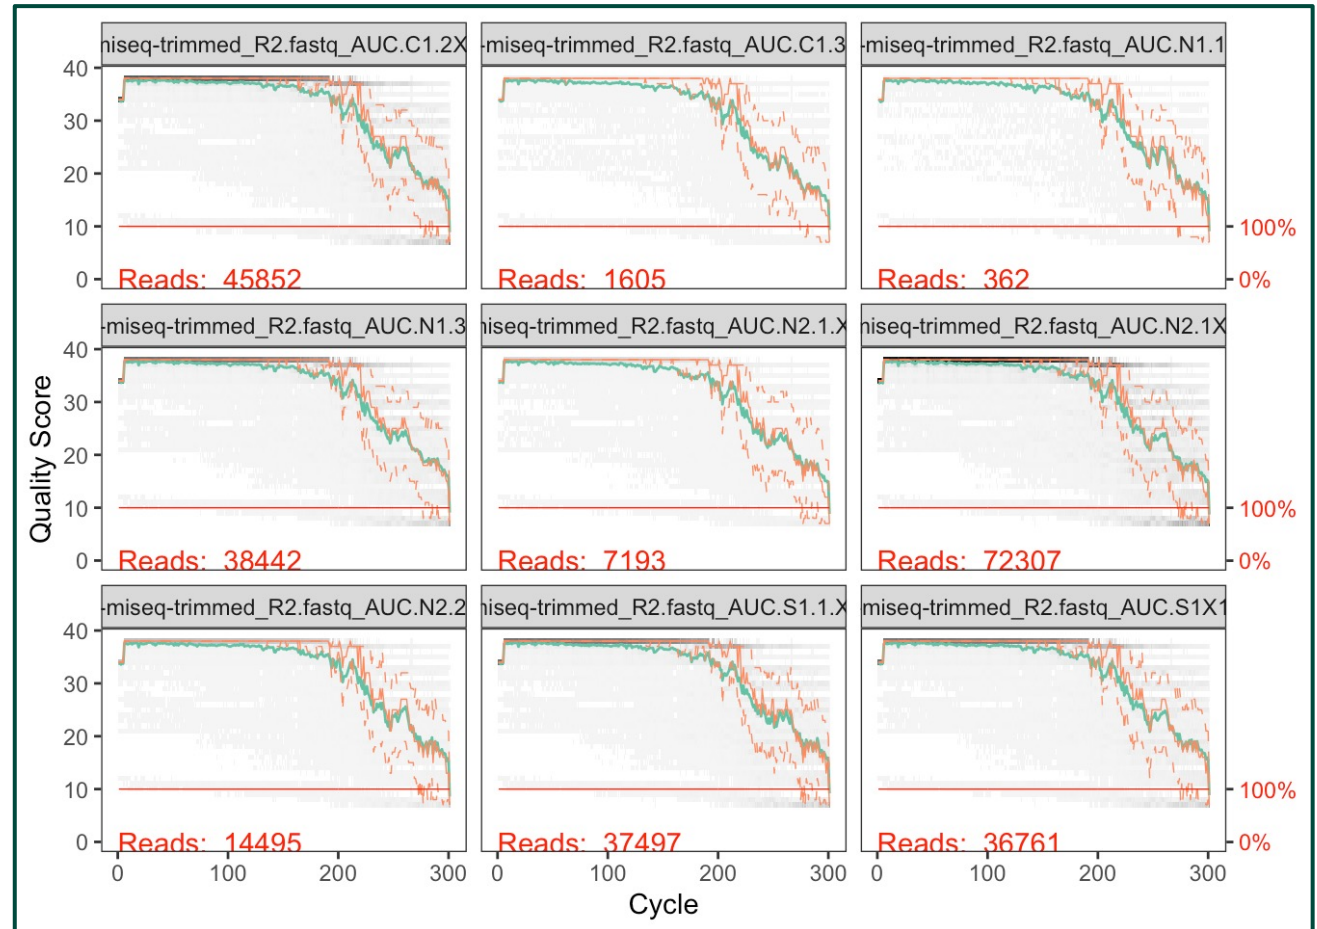 niseq-trimmed_R2.fastq_AUC.C1.2X
-miseq-trimmed_R2.fastq_AUC.C1.3
-miseq-trimmed_R2.fastq_AUC.N1.1
40
30
20
10
0
100%
0%
Reads: 45852
Reads: 1605
Reads: 362
-miseq-trimmed_R2.fastq_AUC.N1.3
niseq-trimmed_R2.fastq_AUC.N2.1.X
niseq-trimmed_R2.fastq_AUC.N2.1X
40
30
20
10
0
100%
0%
Reads: 38442
Reads: 7193
Reads: 72307
Quality Score
-miseq-trimmed_R2.fastq_AUC.N2.2
niseq-trimmed_R2.fastq_AUC.S1.1.X
miseq-trimmed_R2.fastq_AUC.S1X1
40
30
20
10
0
100%
0%
Reads: 14495
Reads: 37497
Reads: 36761
0 100 200 300
0 100 200 300
0 100 200 300
Cycle